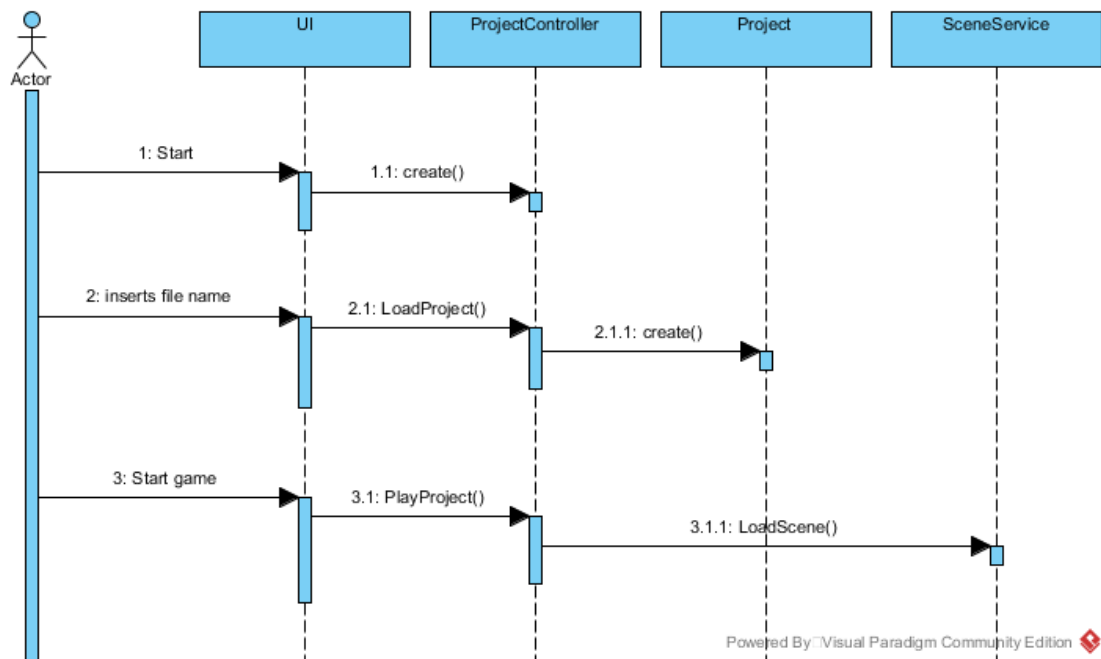 UI
ProjectController
Project
SceneService
Actor
1: Start
1.1: create()
2: inserts file name
2.1: LoadProject()
2.1.1: create()
3: Start game
3.1: PlayProject()
3.1.1: LoadScene()
Powered By Visual Paradigm Community Edition